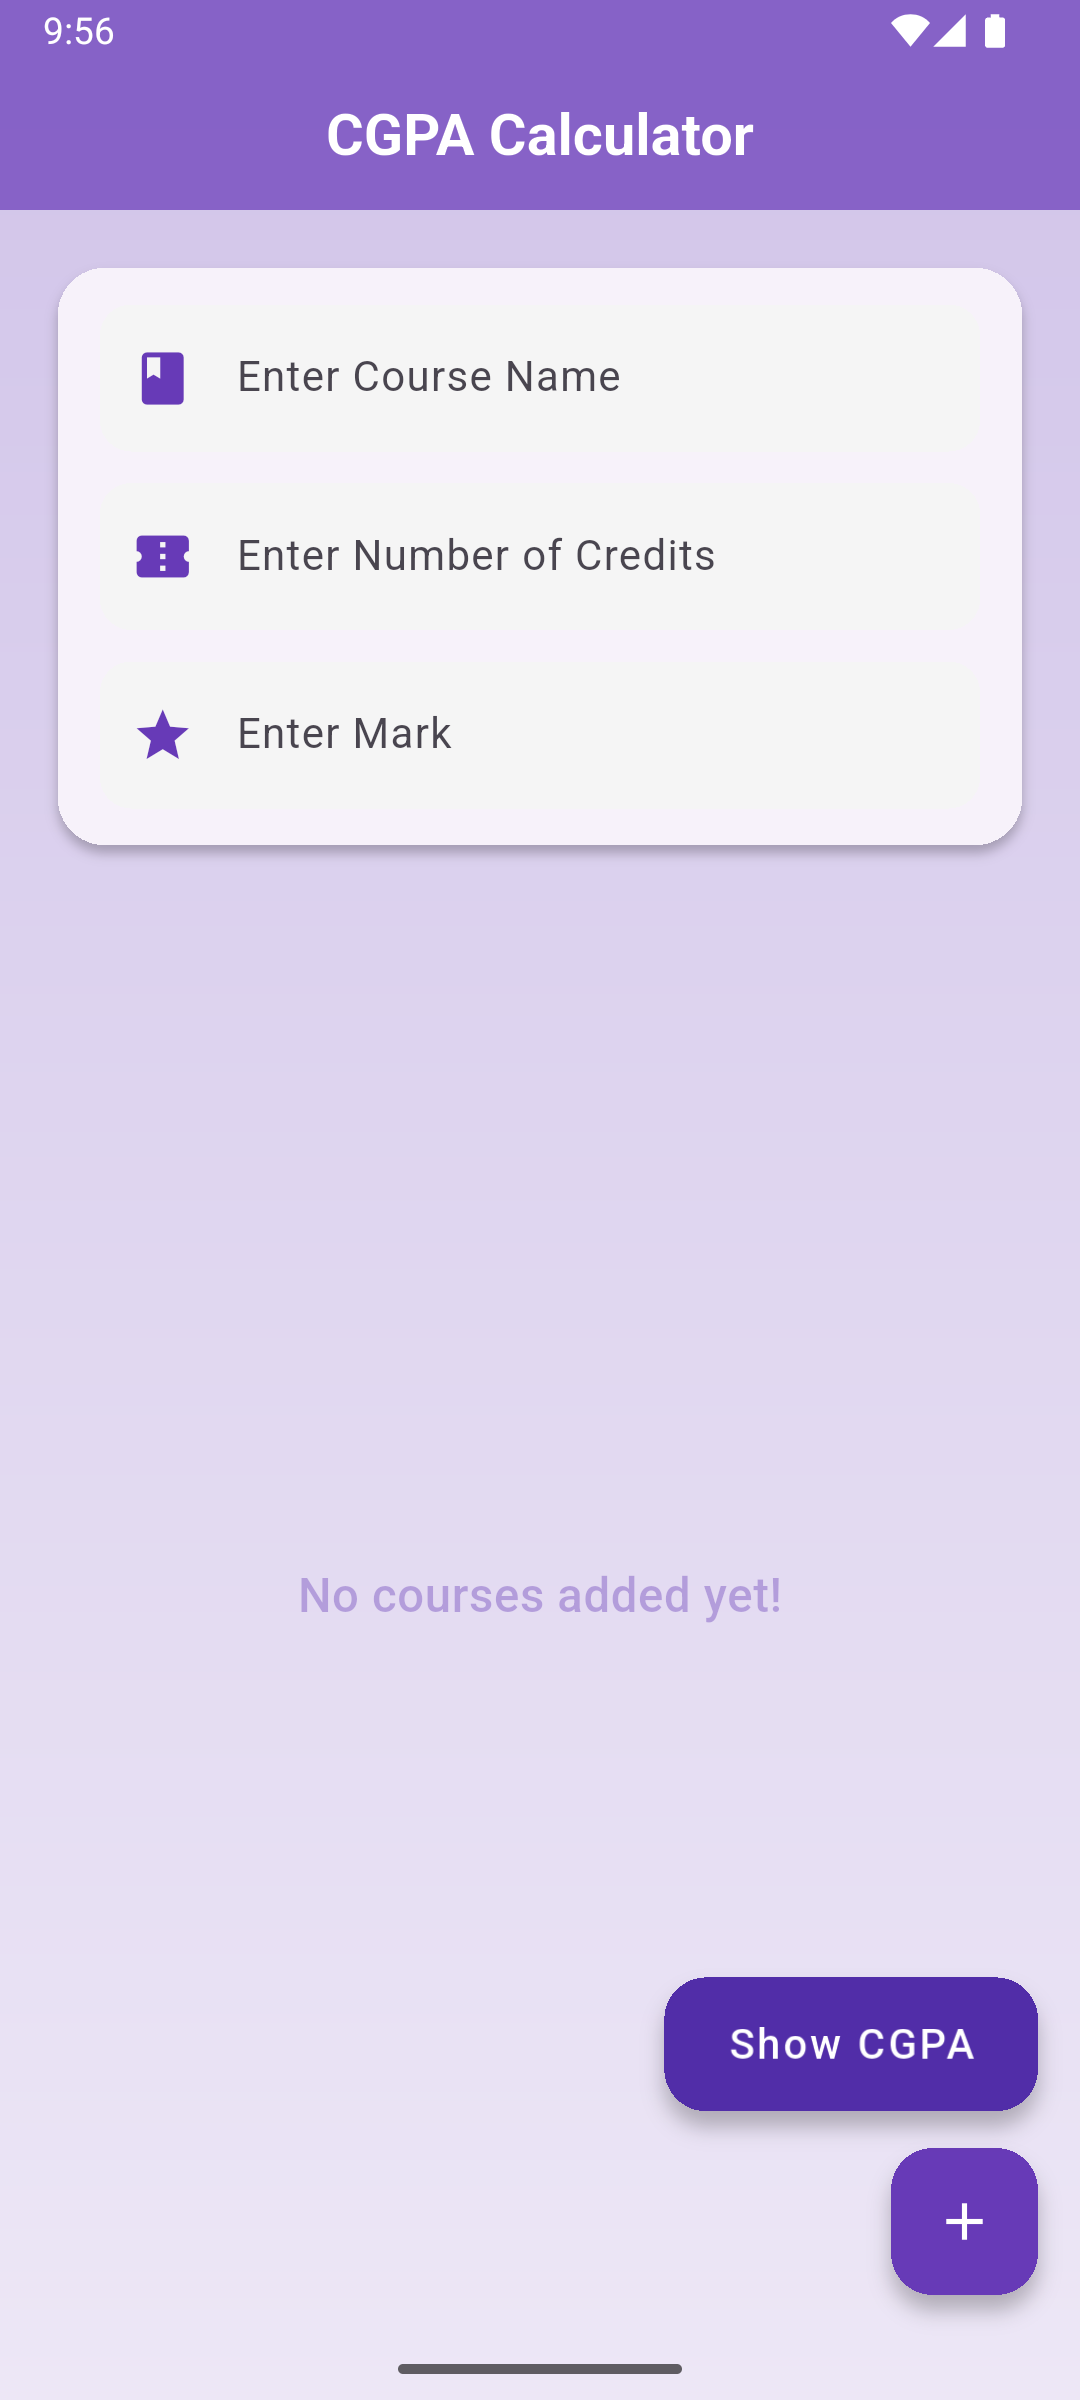 9:56
CGPA Calculator
Enter Course Name
Enter Number of Credits
Enter Mark
No courses added yet!
Show CGPA
+